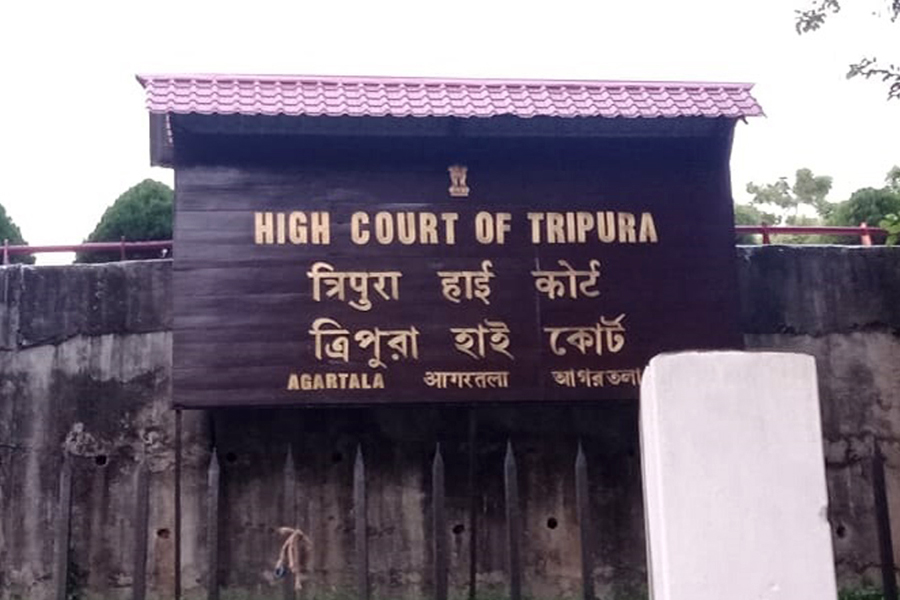 HIGH COURT OF TRIPURA
त्रिपुरा हाई कोर्ट
ত্রিপুরা হাই কোর্ট
AGARTALA आगरतला আগরতলা